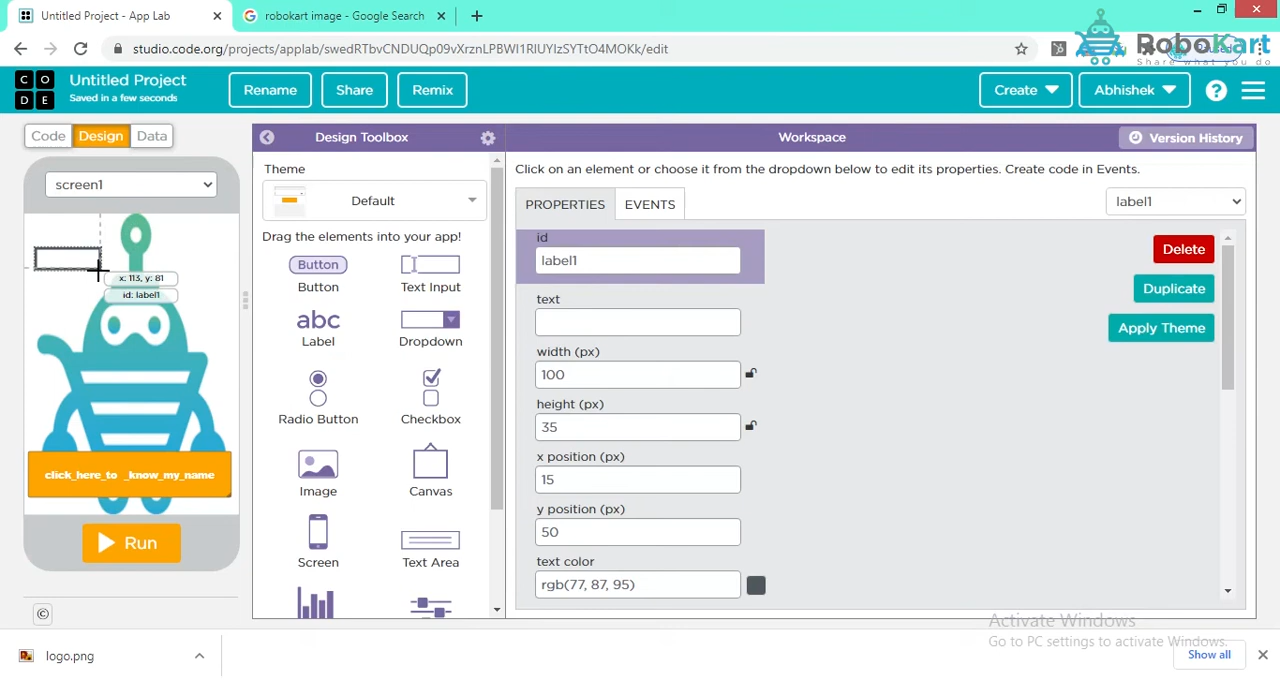 Untitled Project - App Lab
robokart image - Google Search
studio.code.org/projects/applab/swedRTbvCNDUQp09vXrznLPBWI1RlUYIzSYTtO4MOKk/edit
RoboKart
Share what you do
C O D E
Untitled Project
Saved in a few seconds
Rename
Share
Remix
Create
Abhishek
?
Code
Design
Data
Design Toolbox
Workspace
Version History
screen1
Theme
Default
Drag the elements into your app!
Click on an element or choose it from the dropdown below to edit its properties. Create code in Events.
PROPERTIES
EVENTS
label1
Button
Button
Text Input
abc
Label
Dropdown
Radio Button
Checkbox
Image
Canvas
Screen
Text Area
x: 113, y: 81
id: label1
click_here_to _know_my_name
Run
©
id
label1
text
width (px)
100
height (px)
35
x position (px)
15
y position (px)
50
text color
rgb(77, 87, 95)
Delete
Duplicate
Apply Theme
Activate Windows
Go to PC settings to activate Windows.
logo.png
Show all